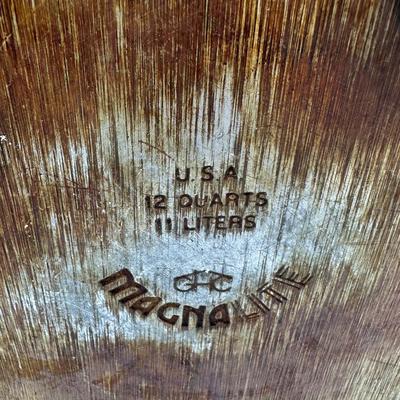 U.S.A.
12 QUARTS
11 LITERS
GHC
MAGNALITE